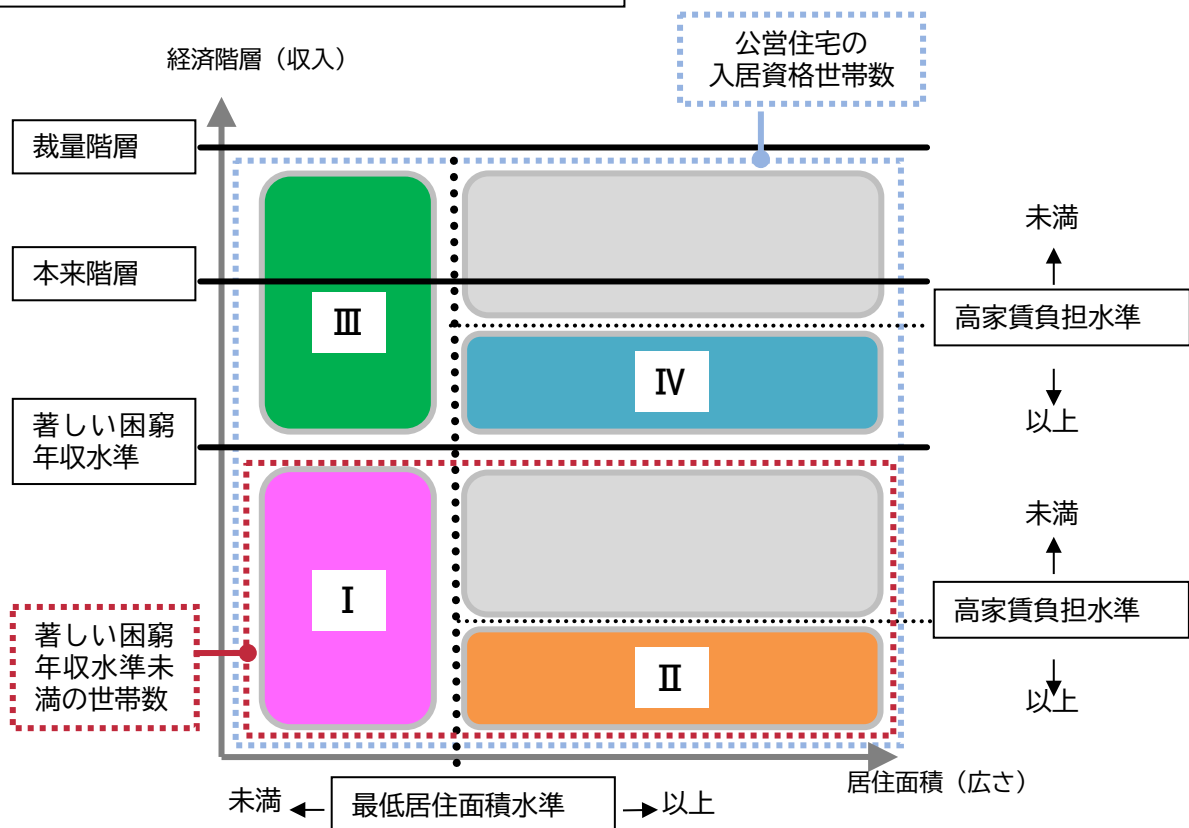 公営住宅の
入居資格世帯数
経済階層（収入）
裁量階層
本来階層
著しい困窮
年収水準
著しい困窮
年収水準未
満の世帯数
Ⅲ
Ⅳ
Ⅰ
Ⅱ
未満
高家賃負担水準
以上
未満
高家賃負担水準
以上
居住面積（広さ）
未満
最低居住面積水準
以上